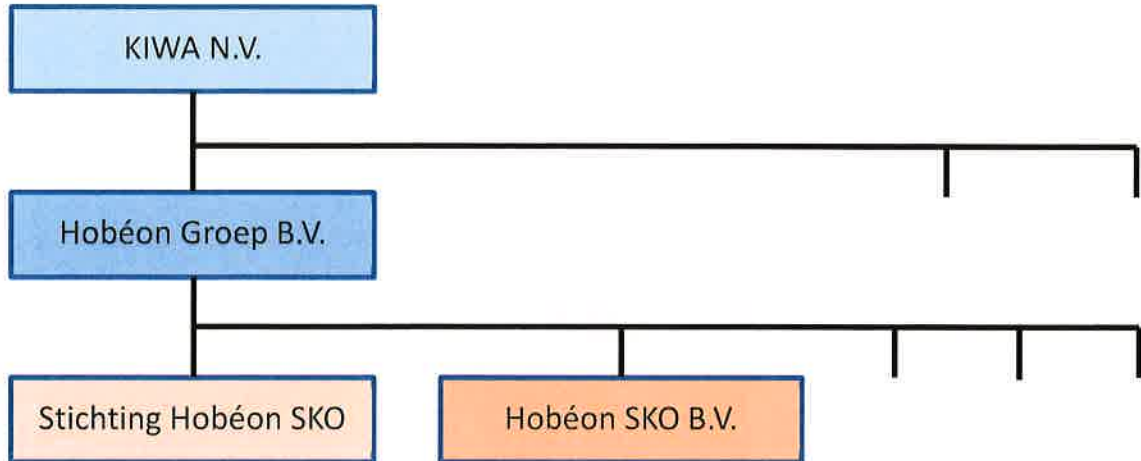 KIWA N.V.
Hobéon Groep B.V.
Stichting Hobéon SKO
Hobéon SKO B.V.